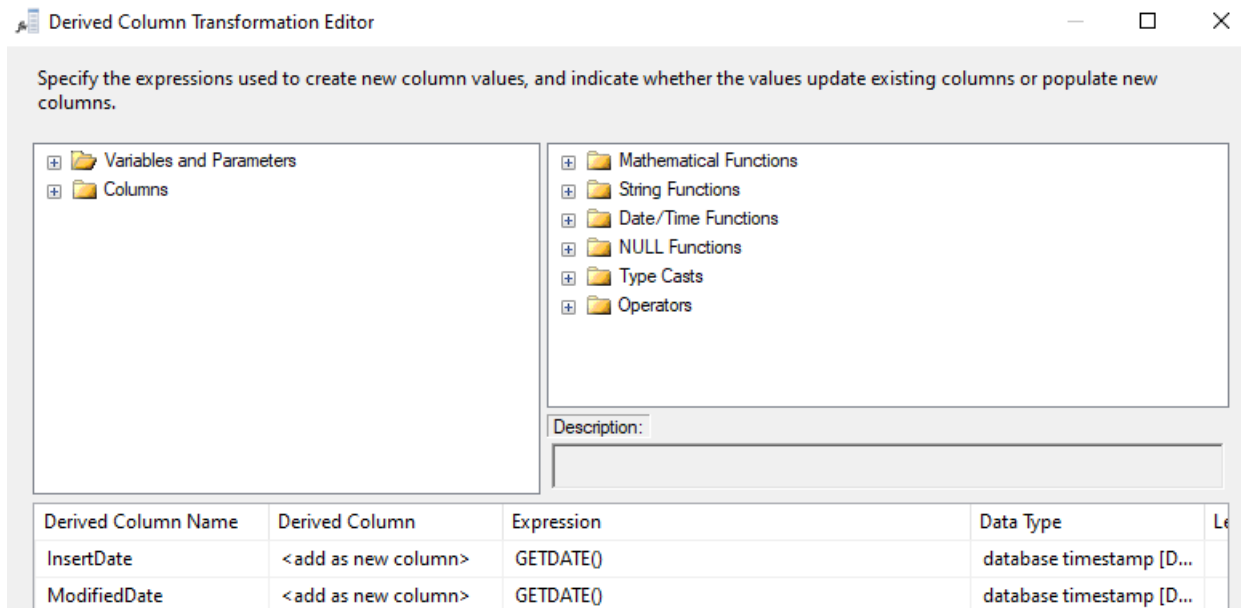 Derived Column Transformation Editor
Specify the expressions used to create new column values, and indicate whether the values update existing columns or populate new
columns.
Variables and Parameters
Columns
Mathematical Functions
String Functions
Date/Time Functions
NULL Functions
Type Casts
Operators
Description:
Derived Column Name Derived Column Expression Data Type Le
InsertDate <add as new column> GETDATE() database timestamp [D...
ModifiedDate <add as new column> GETDATE() database timestamp [D...